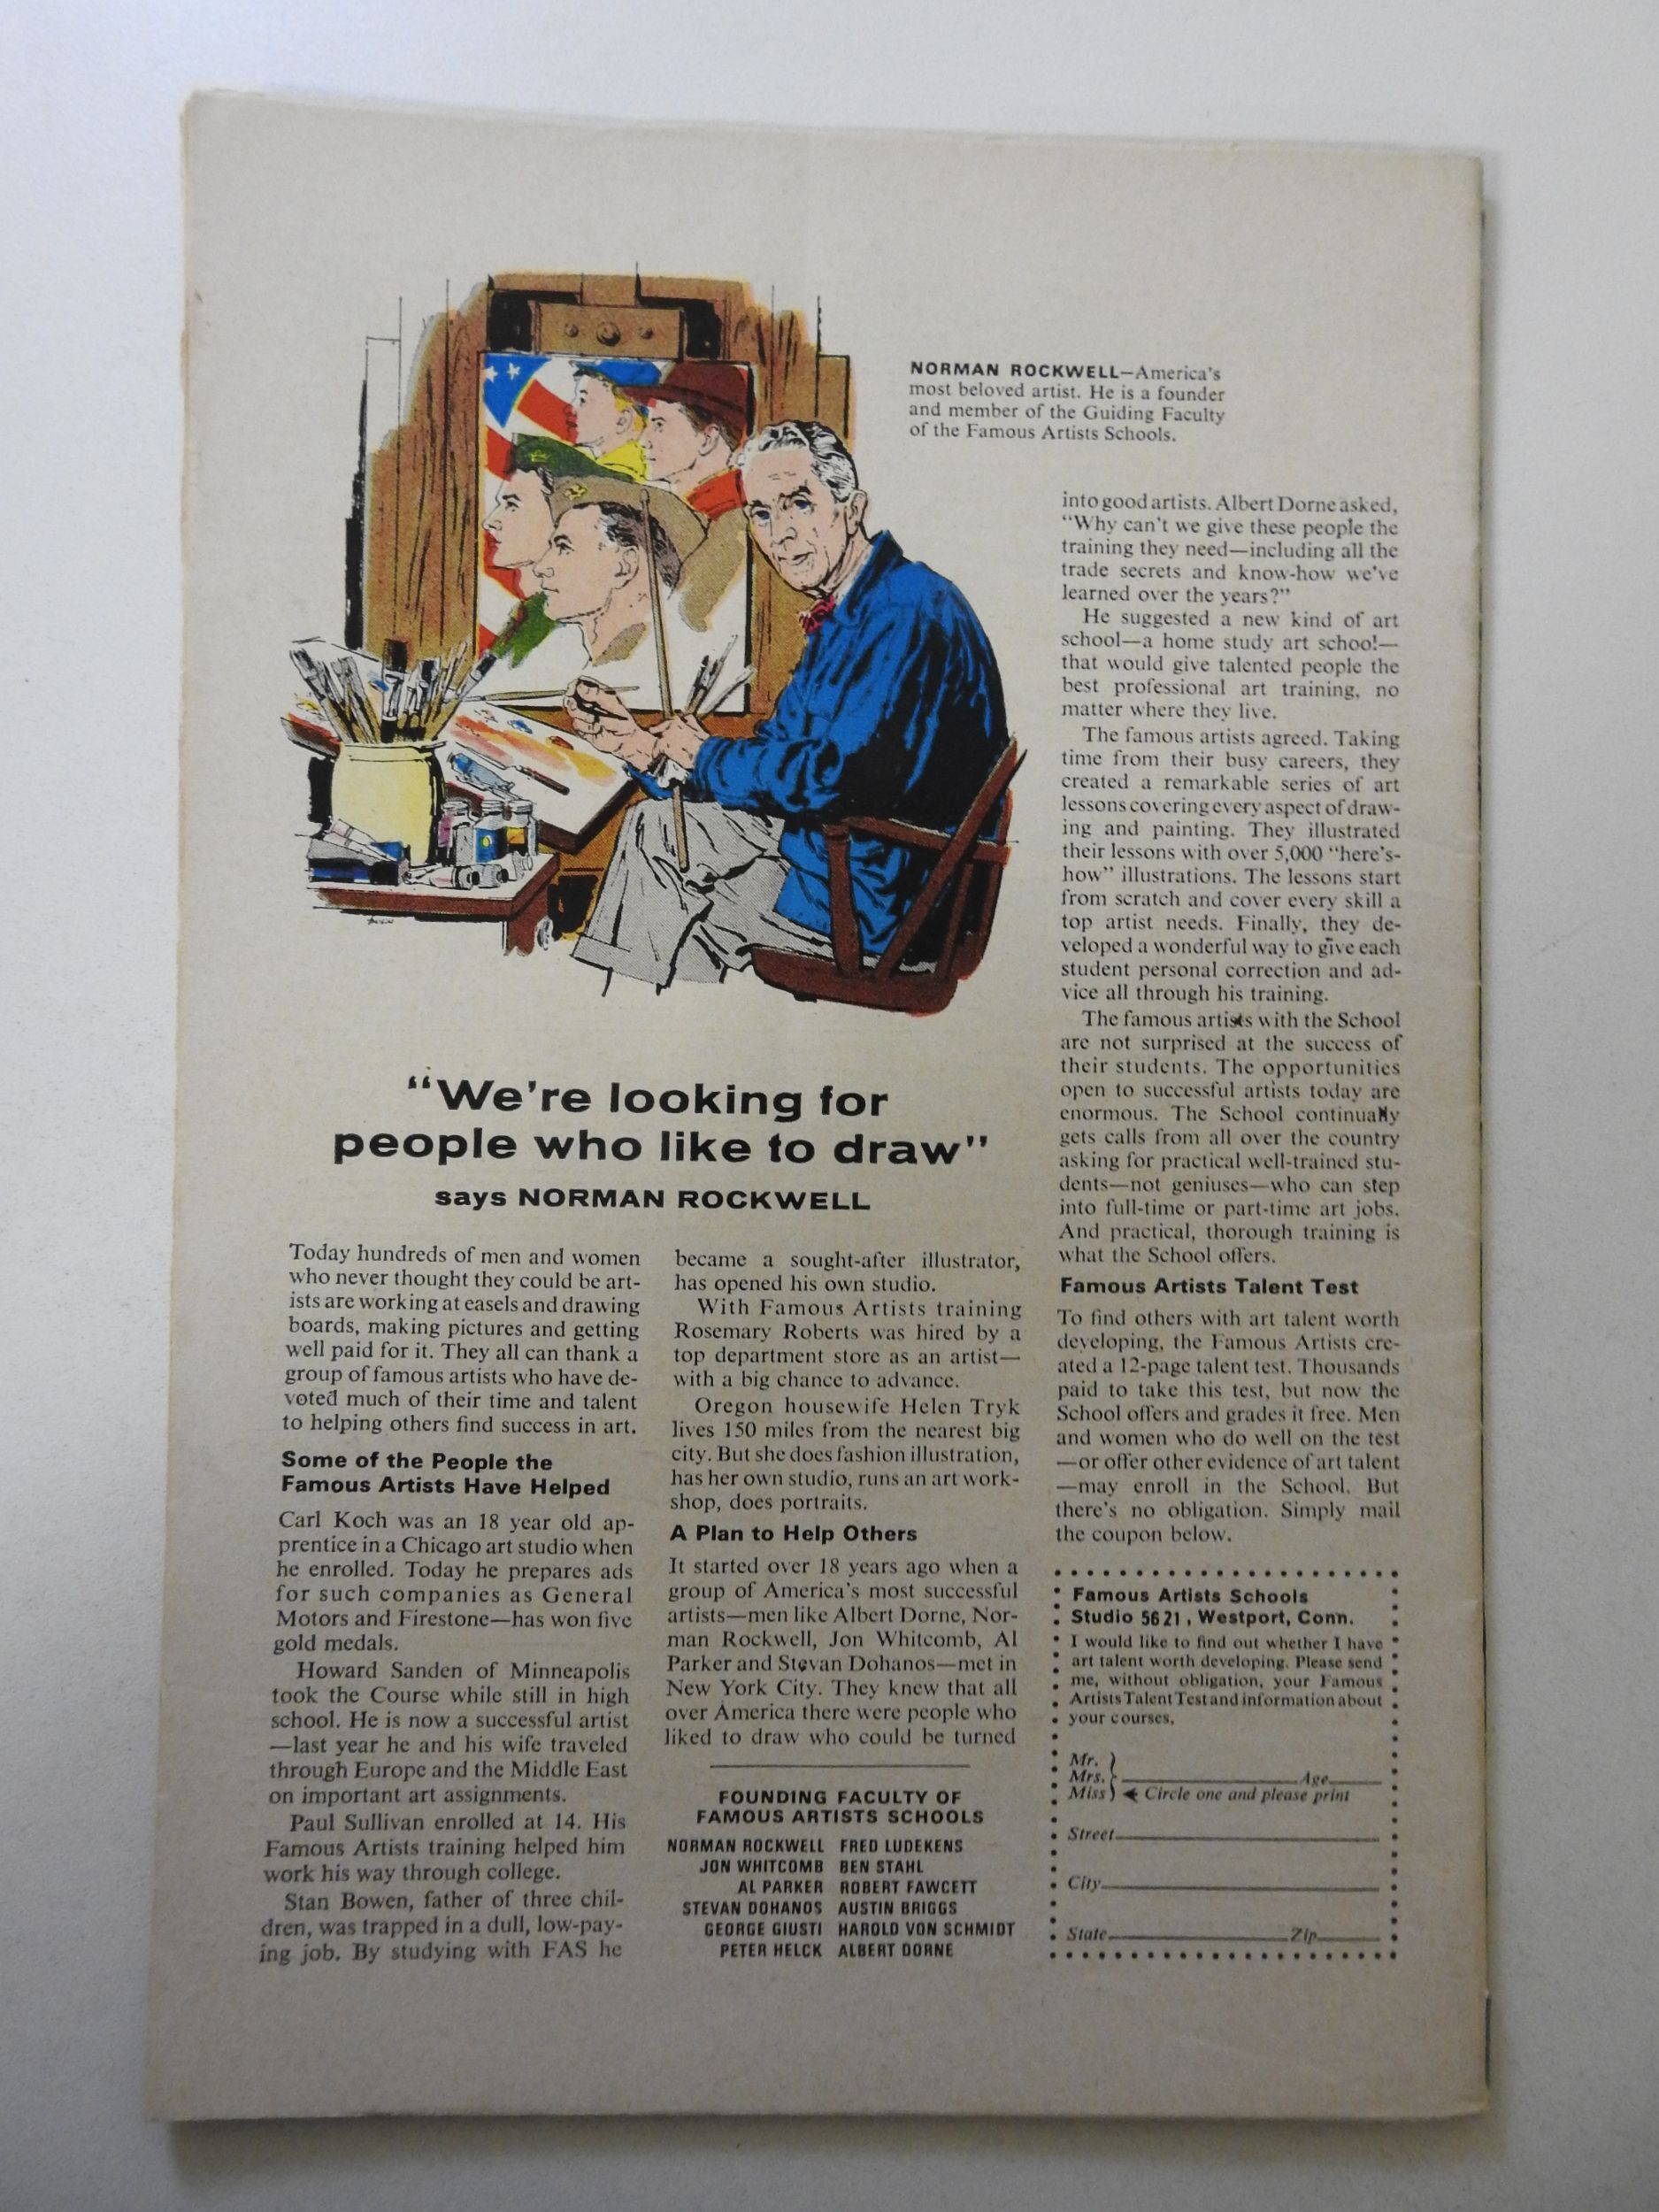 NORMAN ROCKWELL—America's
most beloved artist. He is a founder
and member of the Guiding Faculty
of the Famous Artists Schools.
"We're looking for
people who like to draw"
says NORMAN ROCKWELL
Today hundreds of men and women
who never thought they could be art-
ists are working at easels and drawing
boards, making pictures and getting
well paid for it. They all can thank a
group of famous artists who have de-
voted much of their time and talent
to helping others find success in art.
Some of the People the
Famous Artists Have Helped
Carl Koch was an 18 year old ap-
prentice in a Chicago art studio when
he enrolled. Today he prepares ads
for such companies as General
Motors and Firestone—has won five
gold medals.
Howard Sanden of Minneapolis
took the Course while still in high
school. He is now a successful artist
—last year he and his wife traveled
through Europe and the Middle East
on important art assignments.
Paul Sullivan enrolled at 14. His
Famous Artists training helped him
work his way through college.
Stan Bowen, father of three chil-
dren, was trapped in a dull, low-pay-
ing job. By studying with FAS he
became a sought-after illustrator,
has opened his own studio.
With Famous Artists training
Rosemary Roberts was hired by a
top department store as an artist—
with a big chance to advance.
Oregon housewife Helen Tryk
lives 150 miles from the nearest big
city. But she does fashion illustration,
has her own studio, runs an art work-
shop, does portraits.
A Plan to Help Others
It started over 18 years ago when a
group of America's most successful
artists—men like Albert Dorne, Nor-
man Rockwell, Jon Whitcomb, Al
Parker and Stevan Dohanos—met in
New York City. They knew that all
over America there were people who
liked to draw who could be turned
FOUNDING FACULTY OF
FAMOUS ARTISTS SCHOOLS
NORMAN ROCKWELL FRED LUDEKENS
JON WHITCOMB BEN STAHL
AL PARKER ROBERT FAWCETT
STEVAN DOHANOS AUSTIN BRIGGS
GEORGE GIUSTI HAROLD VON SCHMIDT
PETER HELCK ALBERT DORNE
into good artists. Albert Dorne asked,
"Why can't we give these people the
training they need—including all the
trade secrets and know-how we've
learned over the years?"
He suggested a new kind of art
school—a home study art school—
that would give talented people the
best professional art training, no
matter where they live.
The famous artists agreed. Taking
time from their busy careers, they
created a remarkable series of art
lessons covering every aspect of draw-
ing and painting. They illustrated
their lessons with over 5,000 "here's-
how" illustrations. The lessons start
from scratch and cover every skill a
top artist needs. Finally, they de-
veloped a wonderful way to give each
student personal correction and ad-
vice all through his training.
The famous artists with the School
are not surprised at the success of
their students. The opportunities
open to successful artists today are
enormous. The School continually
gets calls from all over the country
asking for practical well-trained stu-
dents—not geniuses—who can step
into full-time or part-time art jobs.
And practical, thorough training is
what the School offers.
Famous Artists Talent Test
To find others with art talent worth
developing, the Famous Artists cre-
ated a 12-page talent test. Thousands
paid to take this test, but now the
School offers and grades it free. Men
and women who do well on the test
—or offer other evidence of art talent
—may enroll in the School. But
there's no obligation. Simply mail
the coupon below.
Famous Artists Schools
Studio 5621, Westport, Conn.
I would like to find out whether I have
art talent worth developing. Please send
me, without obligation, your Famous
Artists Talent Test and information about
your courses.
Mr.
Mrs. Age
Miss Circle one and please print
Street
City
State Zip